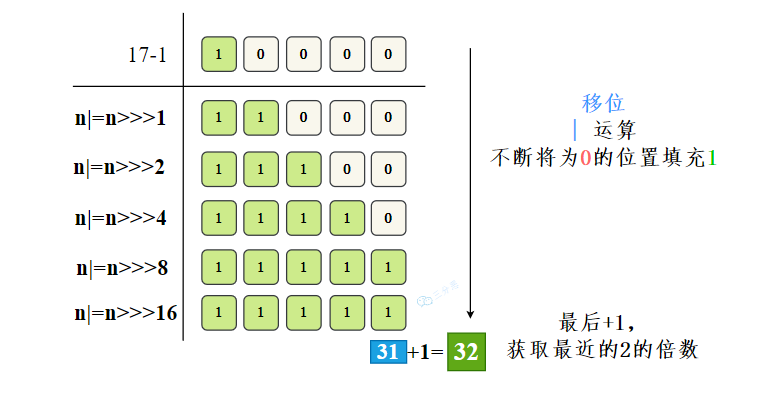 17-1 1 0 0 0 0
n|=n>>>1 1 1 0 0 0
n|=n>>>2 1 1 1 0 0
n|=n>>>4 1 1 1 1 0
n|=n>>>8 1 1 1 1 1
n|=n>>>16 1 1 1 1 1
31+1=32
移位
| 运算
不断将为0的位置填充1
最后+1，
获取最近的2的倍数
三分恶